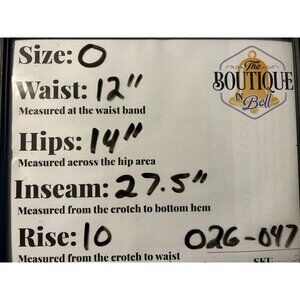 Size: 0
The
BOUTIQUE
IN
Bell
Waist: 12"
Measured at the waist band
Hips: 14"
Measured across the hip area
Inseam: 27.5"
Measured from the crotch to bottom hem
Rise: 10
026-047
Measured from the crotch to waist
SKU